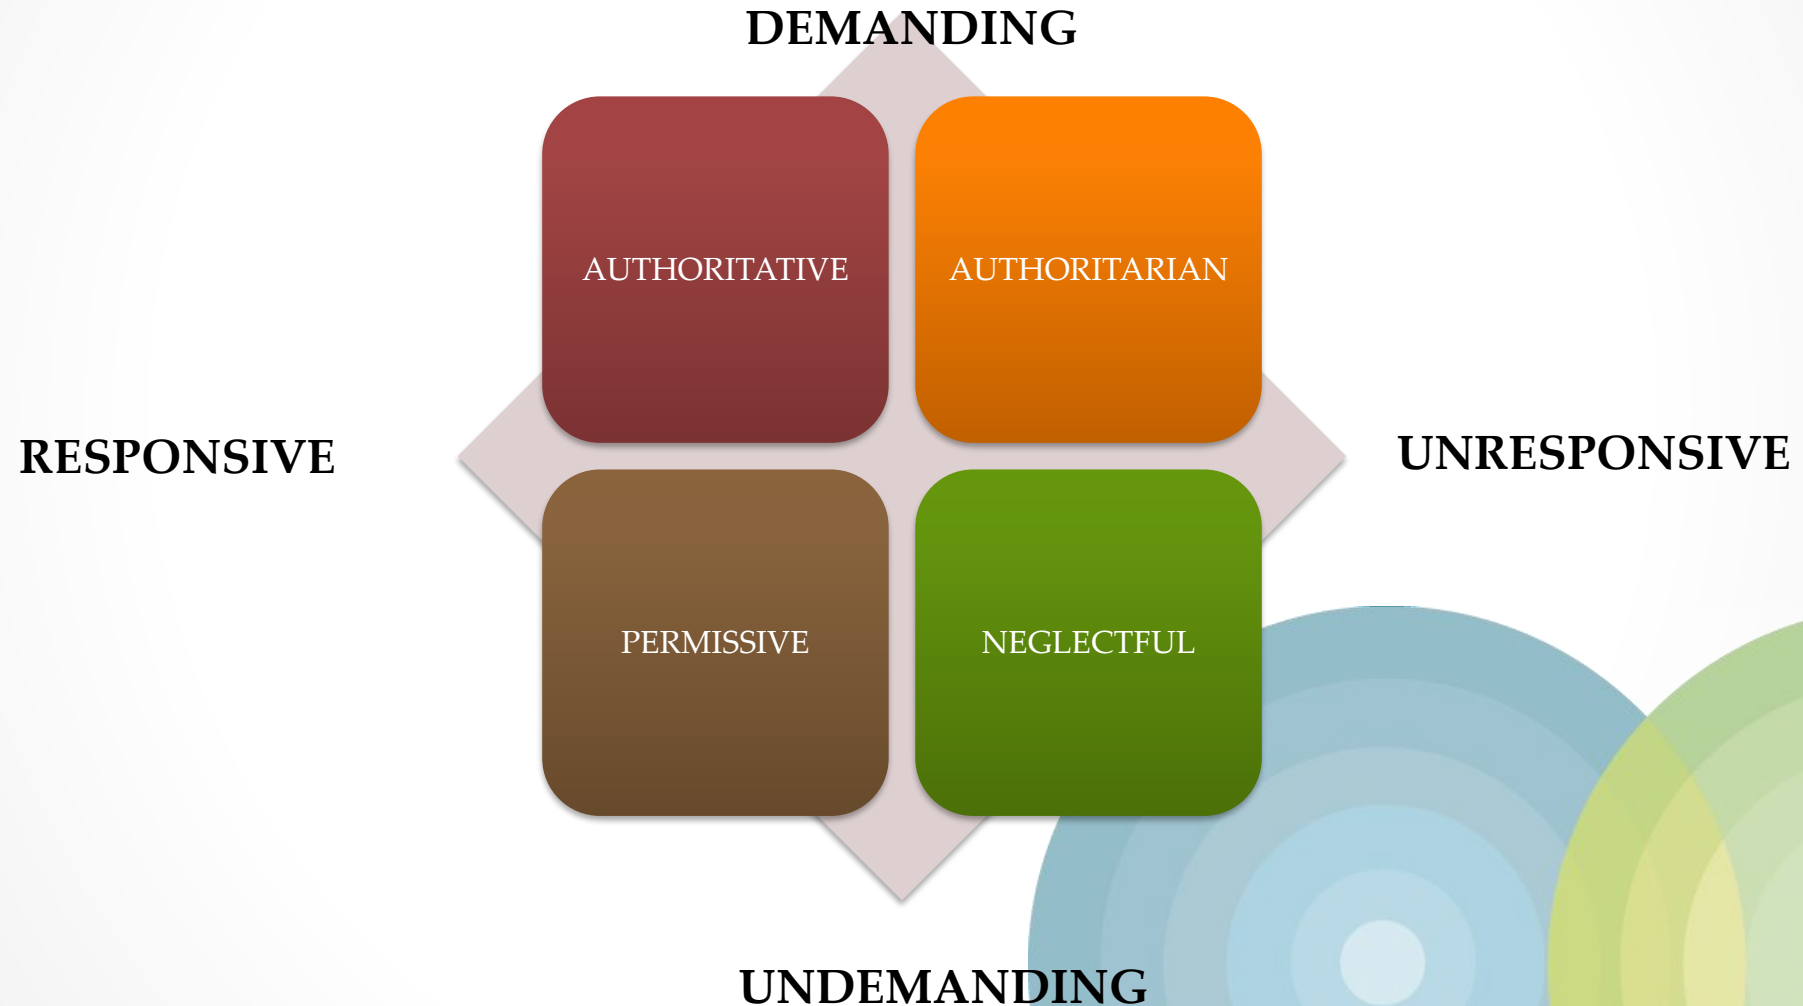 DEMANDING
AUTHORITATIVE
AUTHORITARIAN
RESPONSIVE
UNRESPONSIVE
PERMISSIVE
NEGLECTFUL
UNDEMANDING